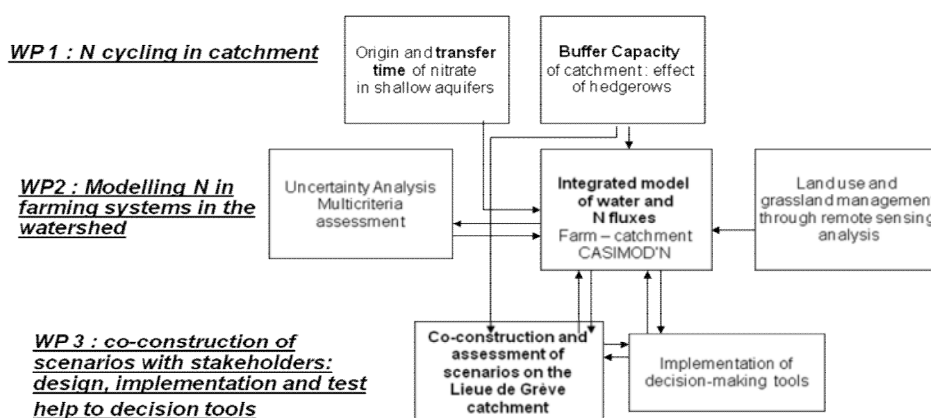 WP 1 : N cycling in catchment
Origin and transfer
time of nitrate
in shallow aquifers
Buffer Capacity
of catchment : effect
of hedgerows
WP2 : Modelling N in
farming systems in the
watershed
Uncertainty Analysis
Multicriteria
assessment
Integrated model
of water and
N fluxes
Farm – catchment
CASIMOD'N
Land use and
grassland management
through remote sensing
analysis
WP 3 : co-construction of
scenarios with stakeholders:
design, implementation and test
help to decision tools
Co-construction and
assessment of
scenarios on the
Lieue de Grève
catchment
Implementation of
decision-making tools